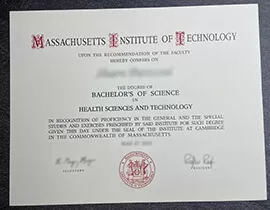 MASSACHUSETTS INSTITUTE OF TECHNOLOGY
UPON THE RECOMMENDATION OF THE FACULTY
HEREBY CONFERS ON
THE DEGREE OF
BACHELOR'S OF SCIENCE
IN
HEALTH SCIENCES AND TECHNOLOGY
IN RECOGNITION OF PROFICIENCY IN THE GENERAL AND THE SPECIAL
STUDIES AND EXERCISES PRESCRIBED BY SAID INSTITUTE FOR SUCH DEGREE
GIVEN THIS DAY UNDER THE SEAL OF THE INSTITUTE AT CAMBRIDGE
IN THE COMMONWEALTH OF MASSACHUSETTS
PRESIDENT